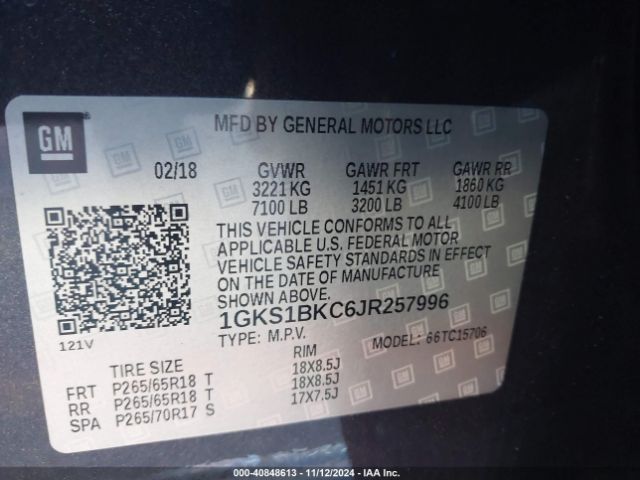 GM
MFD BY GENERAL MOTORS LLC
02/18 GVWR GAWR FRT GAWR RR
3221 KG 1451 KG 1860 KG
7100 LB 3200 LB 4100 LB
THIS VEHICLE CONFORMS TO ALL
APPLICABLE U.S. FEDERAL MOTOR
VEHICLE SAFETY STANDARDS IN EFFECT
ON THE DATE OF MANUFACTURE
SHOWN ABOVE.
1GKS1BKC6JR257996
121V TYPE: M.P.V. MODEL: 66TC15706
TIRE SIZE RIM
FRT P265/65R18 T 18X8.5J
RR P265/65R18 T 18X8.5J
SPA P265/70R17 S 17X7.5J
000-40848613 - 11/12/2024 - IAA Inc.